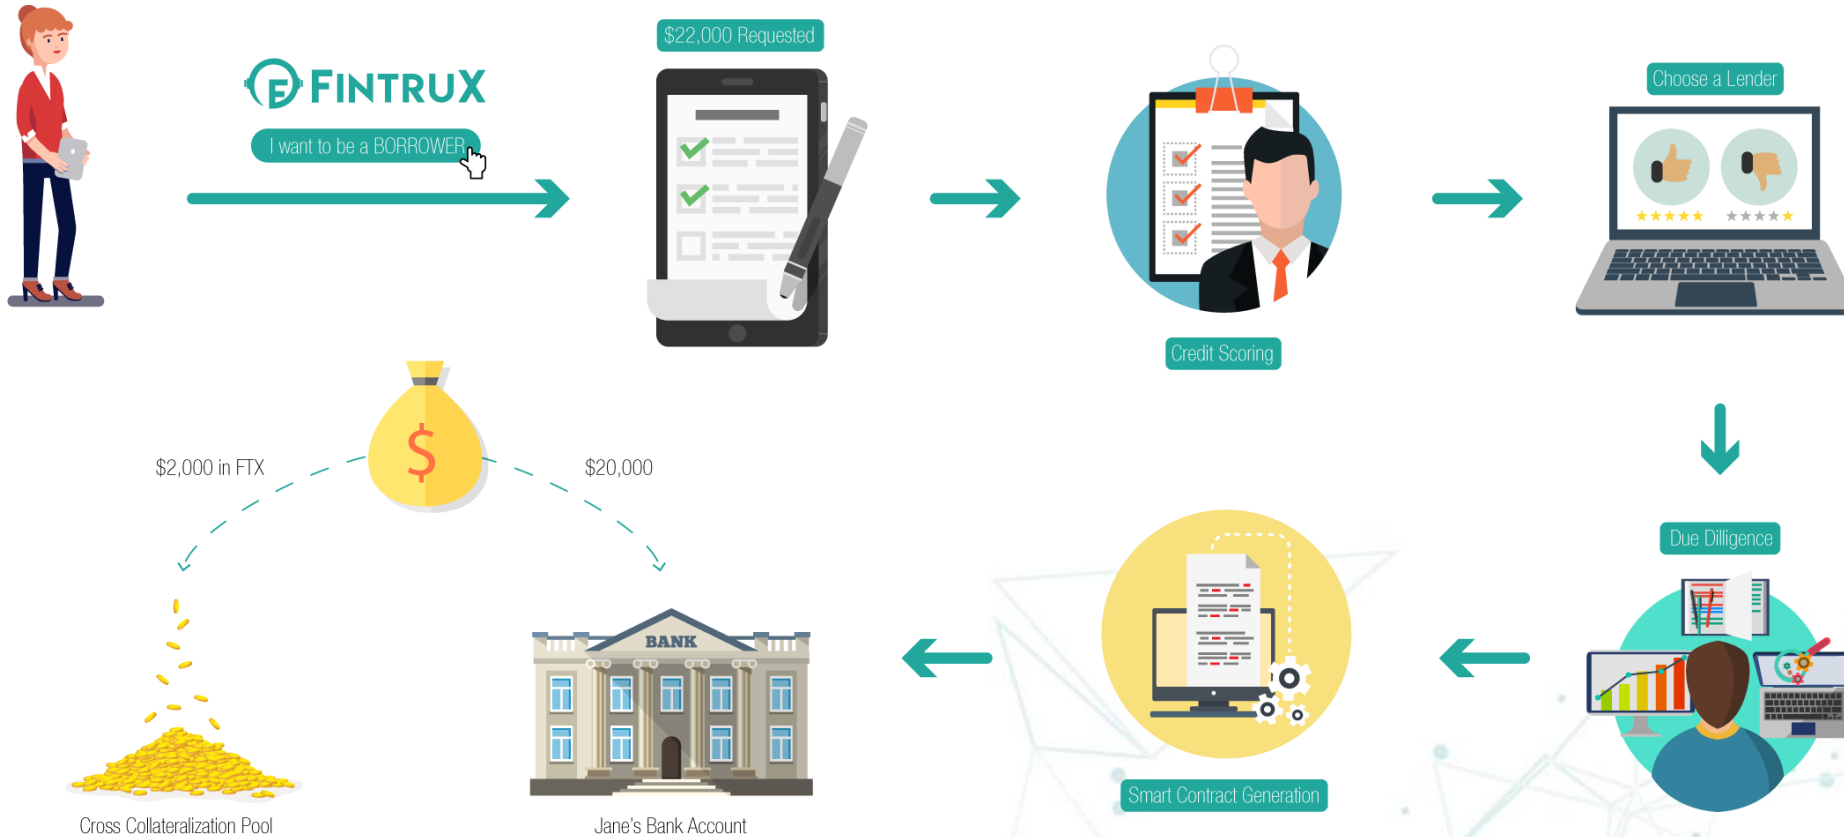 FINTRUX
I want to be a BORROWER
$22,000 Requested
Credit Scoring
Choose a Lender
Due Dilligence
Smart Contract Generation
$
$2,000 in FTX
$20,000
BANK
Cross Collateralization Pool
Jane's Bank Account